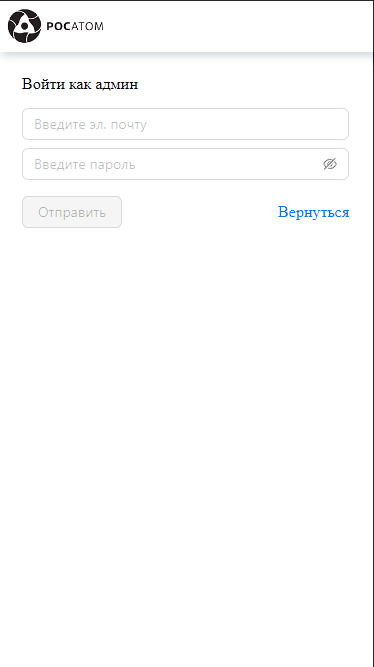 РОСАТОМ
Войти как админ
Введите эл. почту
Введите пароль
Отправить
Вернуться